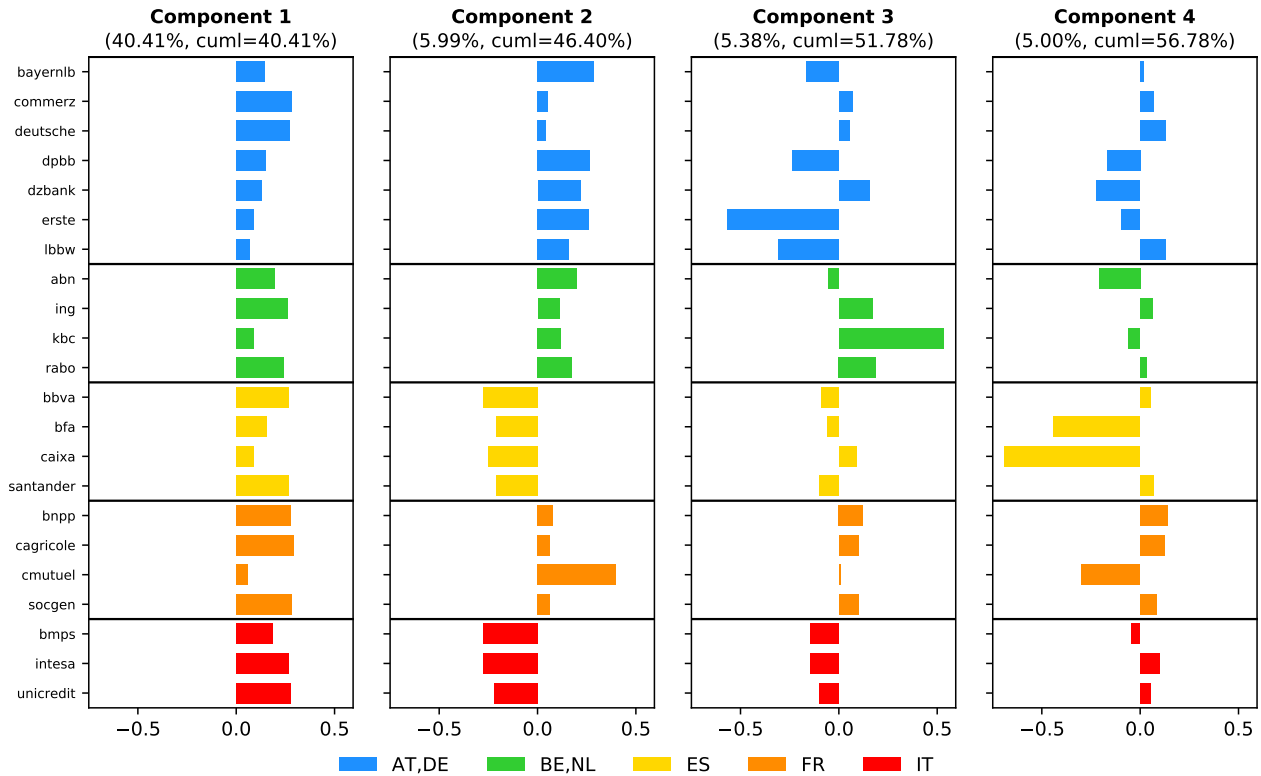 Component 1
(40.41%, cuml=40.41%)
Component 2
(5.99%, cuml=46.40%)
Component 3
(5.38%, cuml=51.78%)
Component 4
(5.00%, cuml=56.78%)
bayernlb
commerz
deutsche
dpbb
dzbank
erste
lbbw
abn
ing
kbc
rabo
bbva
bfa
caixa
santander
bnpp
cagricole
cmutuel
socgen
bmps
intesa
unicredit
−0.5 0.0 0.5
−0.5 0.0 0.5
−0.5 0.0 0.5
−0.5 0.0 0.5
AT,DE BE,NL ES FR IT